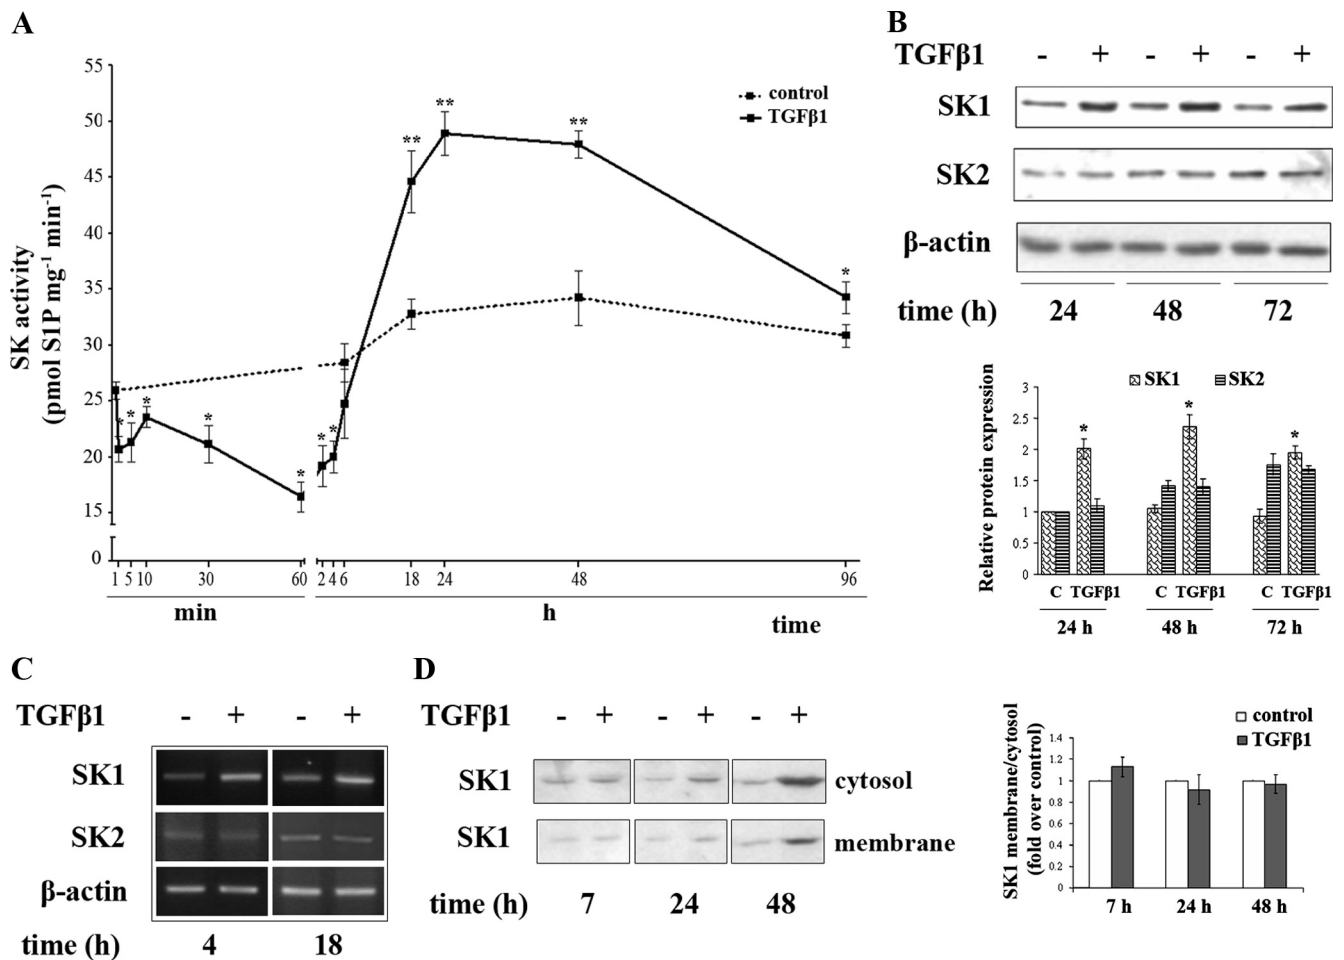 A
SK activity
(pmol S1P mg-1 min-1)
55
50
45
40
35
30
25
20
15
0
control
TGFβ1
* * * * * * * ** ** ** *
1 5 10 30 60 2 4 6 18 24 48 96
min h
time
B
TGFβ1 - + - + - +
SK1
SK2
β-actin
time (h) 24 48 72
Relative protein expression
SK1 SK2
3
2.5
2
1.5
1
0.5
0
* * *
C TGFβ1 C TGFβ1 C TGFβ1
24 h 48 h 72 h
C
TGFβ1 - + - +
SK1
SK2
β-actin
time (h) 4 18
D
TGFβ1 - + - + - +
SK1 cytosol
SK1 membrane
time (h) 7 24 48
SK1 membrane/cytosol
(fold over control)
control
TGFβ1
1.4
1.2
1
0.8
0.6
0.4
0.2
0
7 h 24 h 48 h